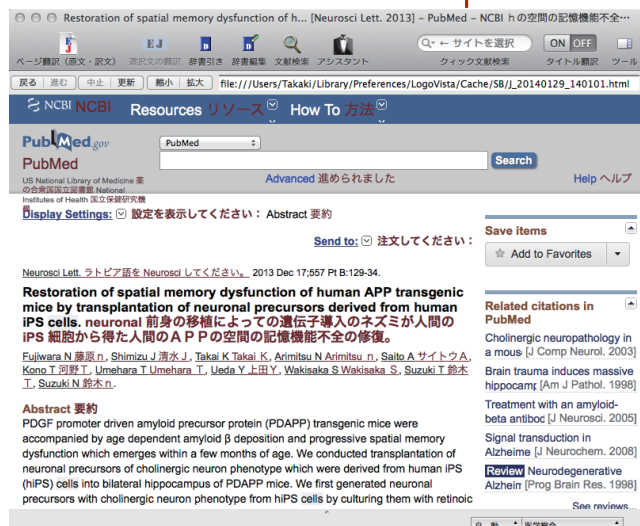 Restoration of spatial memory dysfunction of h... [Neurosci Lett. 2013] – PubMed – NCBI hの空間の記憶機能不全…
← サイトを選択
ON OFF
ページ翻訳（原文・訳文） 選択文の翻訳 辞書引き 辞書編集 文献検索 アシスタント クィック文献検索 タイトル翻訳 ツール
戻る 進む 中止 更新 縮小 拡大 file:///Users/Takaki/Library/Preferences/LogoVista/Cache/SB/J_20140129_140101.html
NCBI NCBI Resources リソース How To 方法
PubMed.gov
PubMed
PubMed
Search
US National Library of Medicine 薬
の合衆国国立図書館 National
Institutes of Health 国立保健研究機
Advanced 進められました
Help ヘルプ
Display Settings: 設定を表示してください： Abstract 要約
Send to: 注文してください：
Neurosci Lett. ラトビア語を Neurosci してください。 2013 Dec 17;557 Pt B:129-34.
Restoration of spatial memory dysfunction of human APP transgenic
mice by transplantation of neuronal precursors derived from human
iPS cells. neuronal 前身の移植によっての遺伝子導入のネズミが人間の
iPS 細胞から得た人間のＡＰＰの空間の記憶機能不全の修復。
Fujiwara N 藤原 n, Shimizu J 清水 J, Takai K Takai K, Arimitsu N Arimitsu n, Saito A サイトウ A,
Kono T 河野 T, Umehara T Umehara T, Ueda Y 上田 Y, Wakisaka S Wakisaka S, Suzuki T 鈴木
T, Suzuki N 鈴木 n.
Abstract 要約
PDGF promoter driven amyloid precursor protein (PDAPP) transgenic mice were
accompanied by age dependent amyloid β deposition and progressive spatial memory
dysfunction which emerges within a few months of age. We conducted transplantation of
neuronal precursors of cholinergic neuron phenotype which were derived from human iPS
(hiPS) cells into bilateral hippocampus of PDAPP mice. We first generated neuronal
precursors with cholinergic neuron phenotype from hiPS cells by culturing them with retinoic
Save items
Add to Favorites
Related citations in
PubMed
Cholinergic neuropathology in
a mous [J Comp Neurol. 2003]
Brain trauma induces massive
hippocamp [Am J Pathol. 1998]
Treatment with an amyloid-
beta antiboc [J Neurosci. 2005]
Signal transduction in
Alzheime [J Neurochem. 2008]
Review Neurodegenerative
Alzhein [Prog Brain Res. 1998]
See reviews...